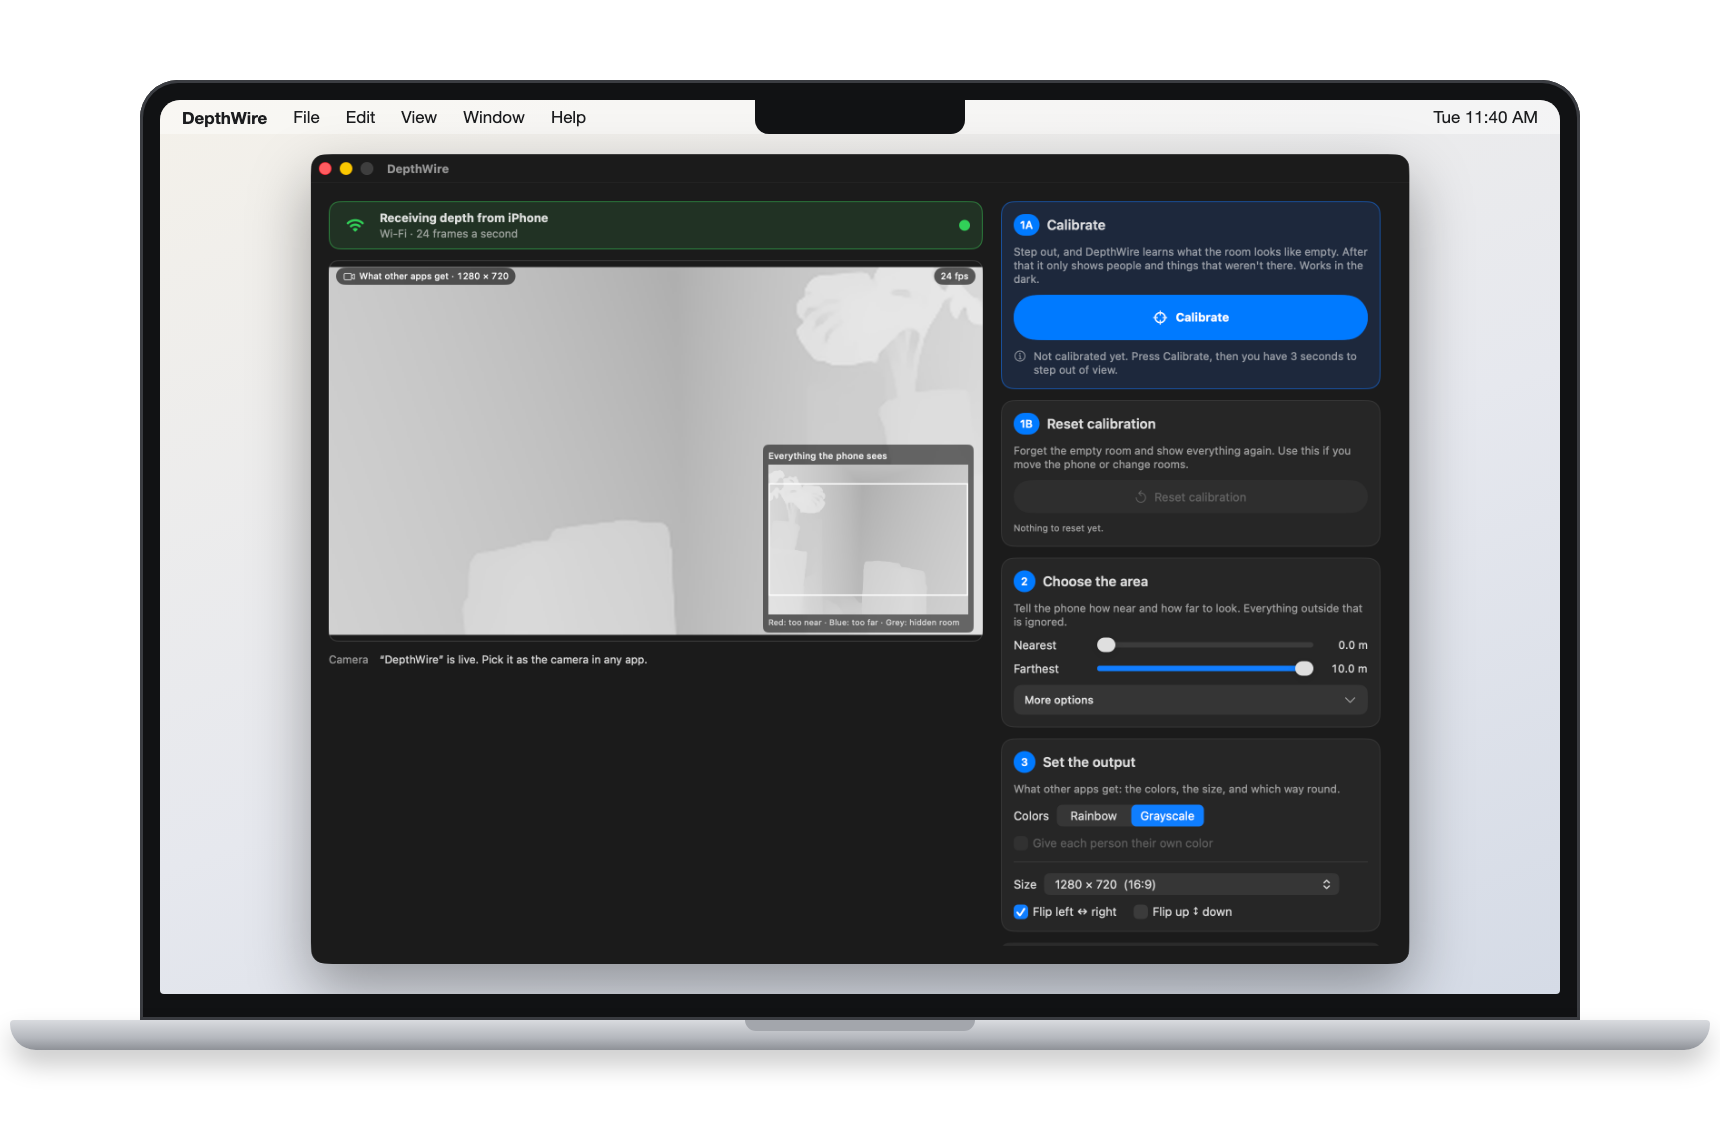 DepthWire File Edit View Window Help Tue 11:40 AM
DepthWire
Receiving depth from iPhone
Wi-Fi · 24 frames a second
What other apps get · 1280 × 720
24 fps
Everything the phone sees
Red: too near · Blue: too far · Grey: hidden room
Camera "DepthWire" is live. Pick it as the camera in any app.
1A Calibrate
Step out, and DepthWire learns what the room looks like empty. After
that it only shows people and things that weren't there. Works in the
dark.
Calibrate
Not calibrated yet. Press Calibrate, then you have 3 seconds to
step out of view.
1B Reset calibration
Forget the empty room and show everything again. Use this if you
move the phone or change rooms.
Reset calibration
Nothing to reset yet.
2 Choose the area
Tell the phone how near and how far to look. Everything outside that
is ignored.
Nearest 0.0 m
Farthest 10.0 m
More options
3 Set the output
What other apps get: the colors, the size, and which way round.
Colors Rainbow Grayscale
Give each person their own color
Size 1280 × 720 (16:9)
Flip left ↔ right Flip up ↕ down